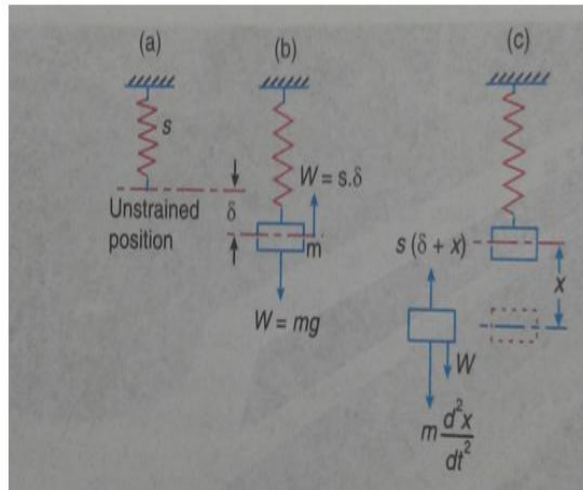 (a)
(b)
(c)
s
W = s.δ
Unstrained
position
δ
m
s (δ + x)
x
W = mg
W
m d²x/dt²